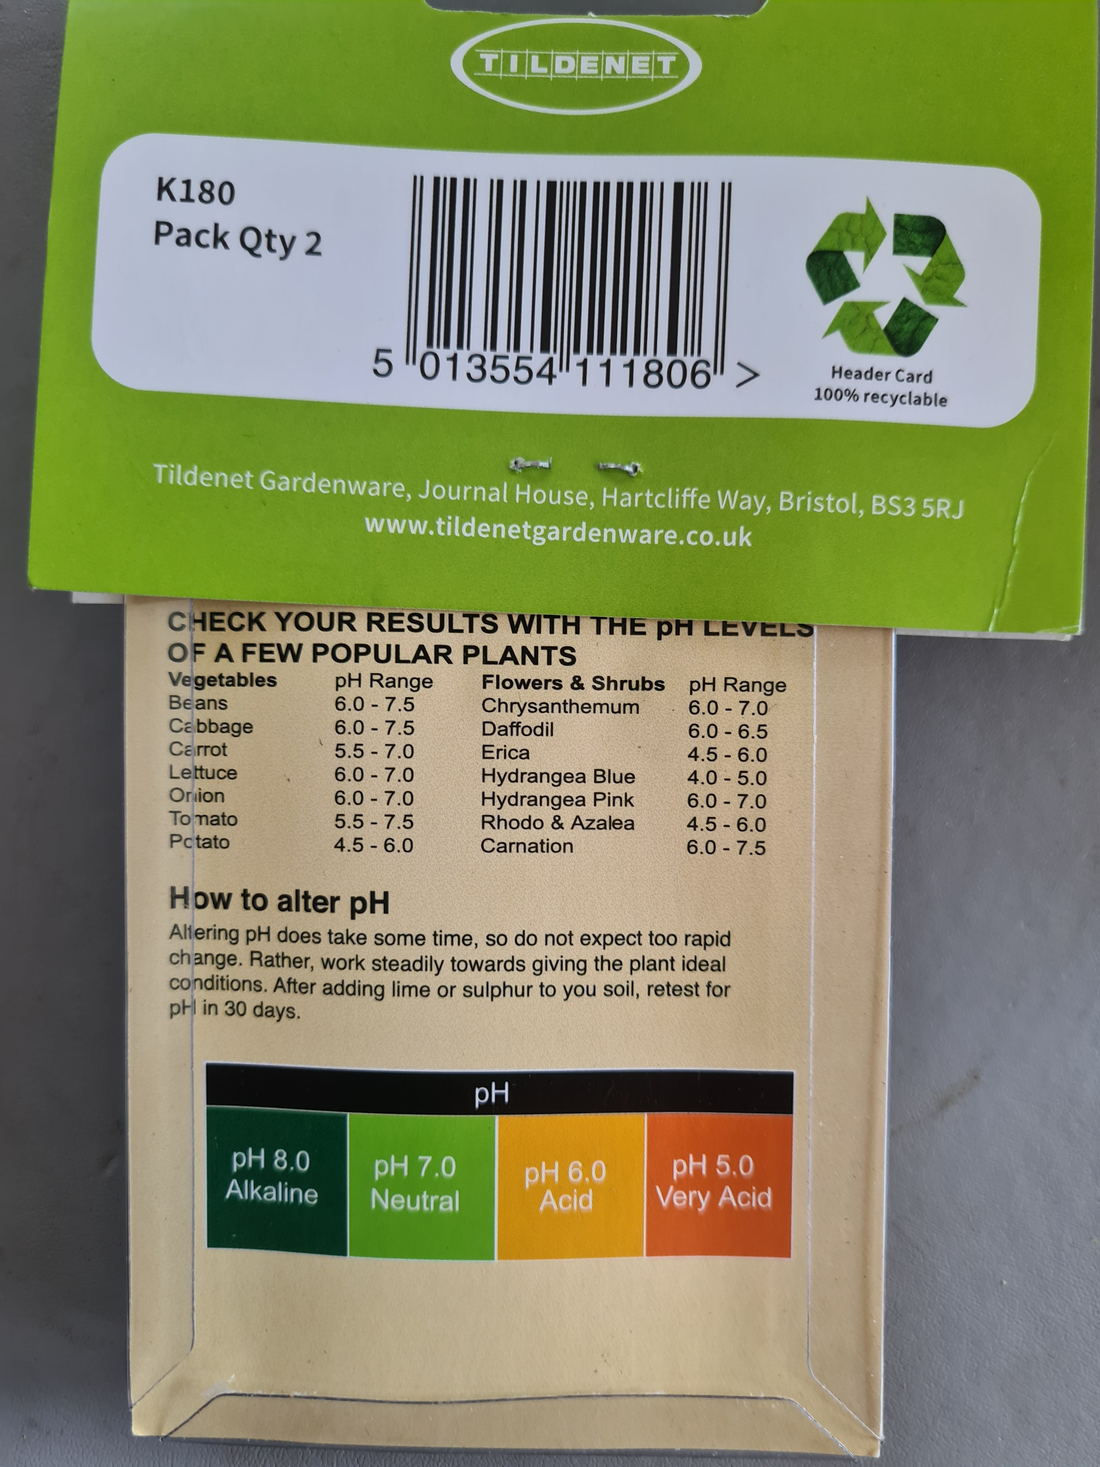 TILDENET
K180
Pack Qty 2
5 013554 111806 >
Header Card
100% recyclable
Tildenet Gardenware, Journal House, Hartcliffe Way, Bristol, BS3 5RJ
www.tildenetgardenware.co.uk
CHECK YOUR RESULTS WITH THE pH LEVELS
OF A FEW POPULAR PLANTS
Vegetables pH Range Flowers & Shrubs pH Range
Beans 6.0 - 7.5 Chrysanthemum 6.0 - 7.0
Cabbage 6.0 - 7.5 Daffodil 6.0 - 6.5
Carrot 5.5 - 7.0 Erica 4.5 - 6.0
Lettuce 6.0 - 7.0 Hydrangea Blue 4.0 - 5.0
Onion 6.0 - 7.0 Hydrangea Pink 6.0 - 7.0
Tomato 5.5 - 7.5 Rhodo & Azalea 4.5 - 6.0
Potato 4.5 - 6.0 Carnation 6.0 - 7.5
How to alter pH
Altering pH does take some time, so do not expect too rapid
change. Rather, work steadily towards giving the plant ideal
conditions. After adding lime or sulphur to you soil, retest for
pH in 30 days.
pH
pH 8.0 pH 7.0 pH 6.0 pH 5.0
Alkaline Neutral Acid Very Acid